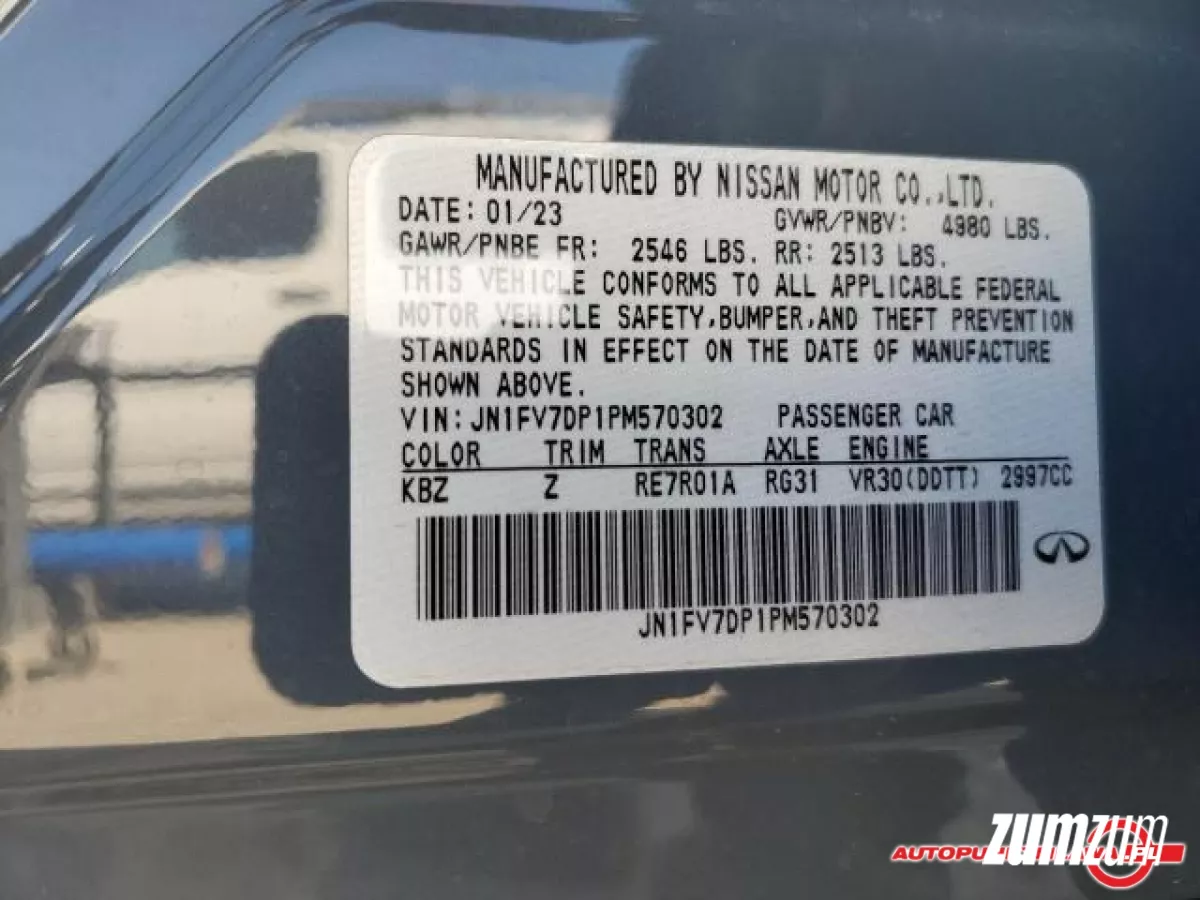 MANUFACTURED BY NISSAN MOTOR CO.,LTD.
DATE: 01/23 GVWR/PNBV: 4980 LBS.
GAWR/PNBE FR: 2546 LBS. RR: 2513 LBS.
THIS VEHICLE CONFORMS TO ALL APPLICABLE FEDERAL
MOTOR VEHICLE SAFETY,BUMPER,AND THEFT PREVENTION
STANDARDS IN EFFECT ON THE DATE OF MANUFACTURE
SHOWN ABOVE.
VIN: JN1FV7DP1PM570302 PASSENGER CAR
COLOR TRIM TRANS AXLE ENGINE
KBZ Z RE7R01A RG31 VR30(DDTT) 2997CC
JN1FV7DP1PM570302
zumzum